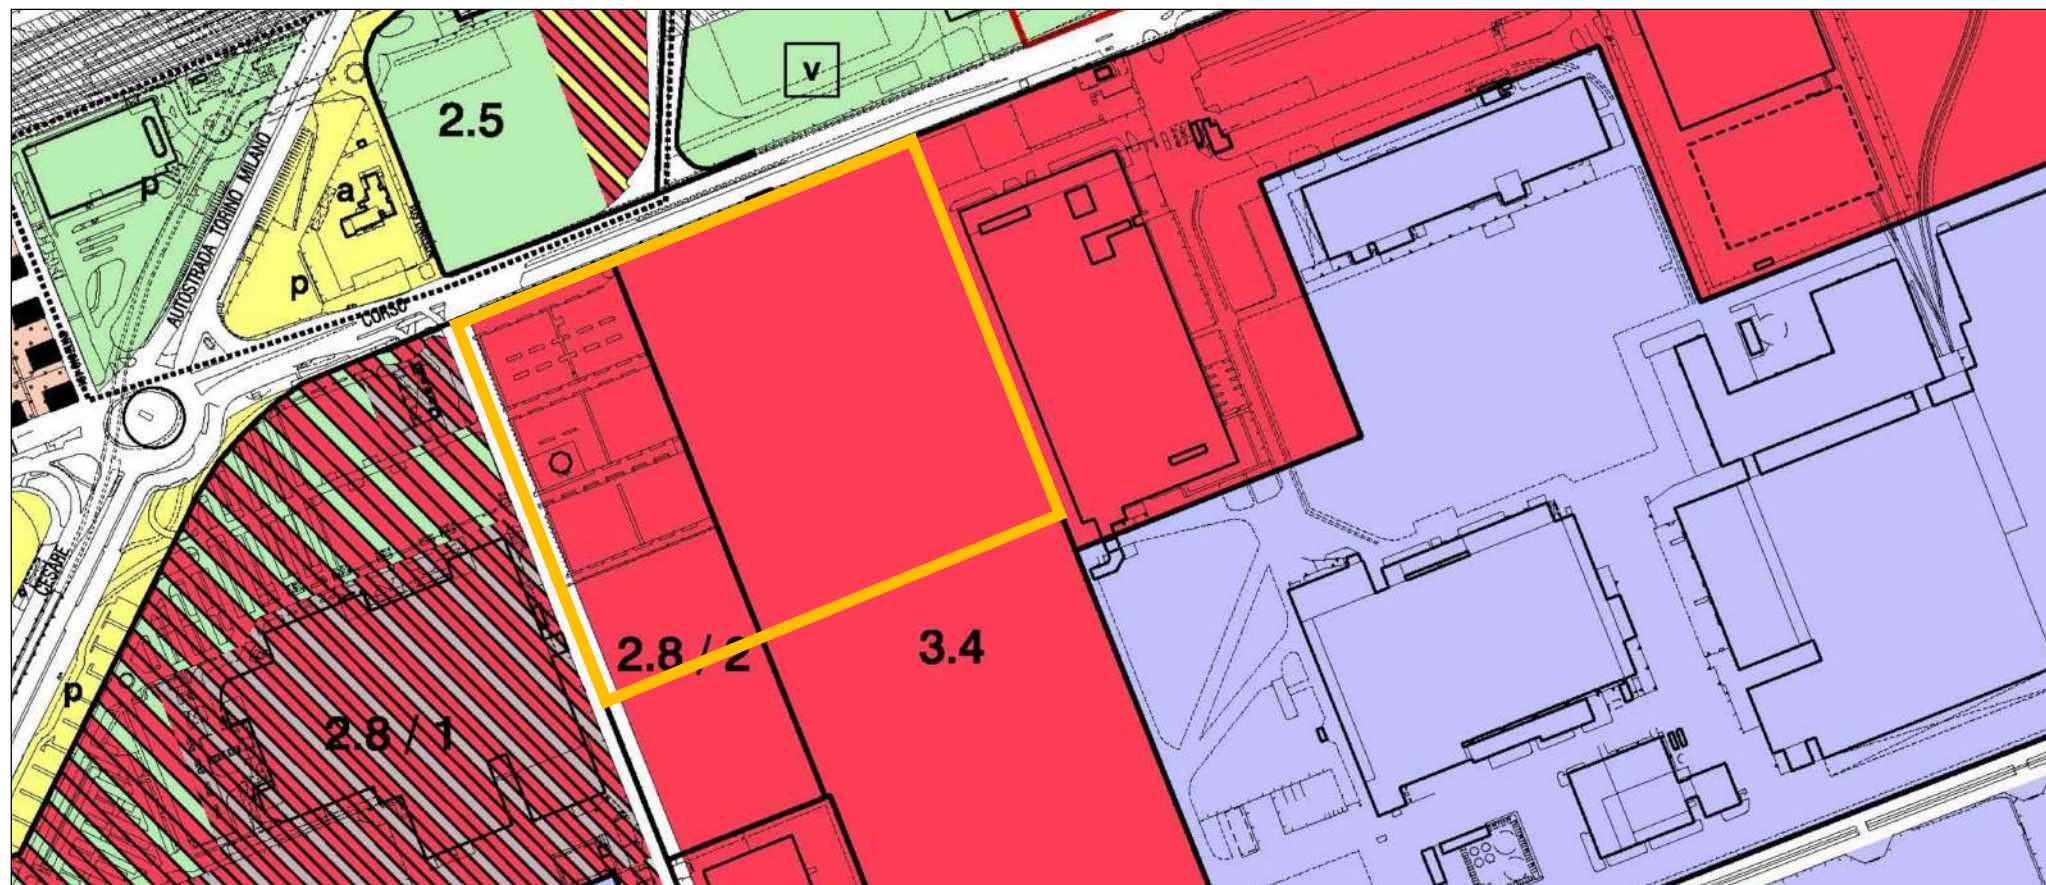 v
2.5
p
a
AUTOSTRADA TORINO MILANO
p
CORSO
CESARE
2.8 / 2
3.4
p
2.8 / 1